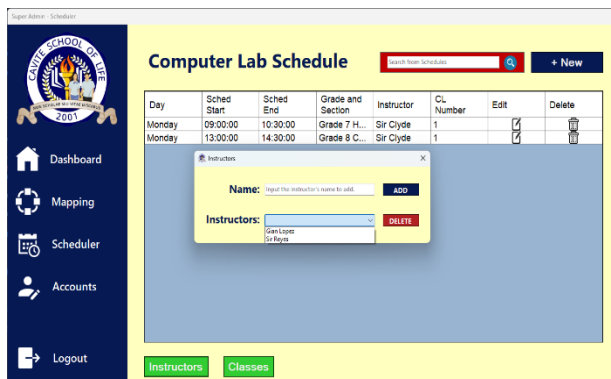 Super Admin - Scheduler
CAVITE SCHOOL OF LIFE
2001
Computer Lab Schedule
Search from Schedules
+ New
Day Sched Start Sched End Grade and Section Instructor CL Number Edit Delete
Monday 09:00:00 10:30:00 Grade 7 H... Sir Clyde 1
Monday 13:00:00 14:30:00 Grade 8 C... Sir Clyde 1
Dashboard
Mapping
Scheduler
Accounts
Logout
Instructors
Name: Input the instructor's name to add. ADD
Instructors: DELETE
Gian Lopez
Sir Reyes
Instructors
Classes